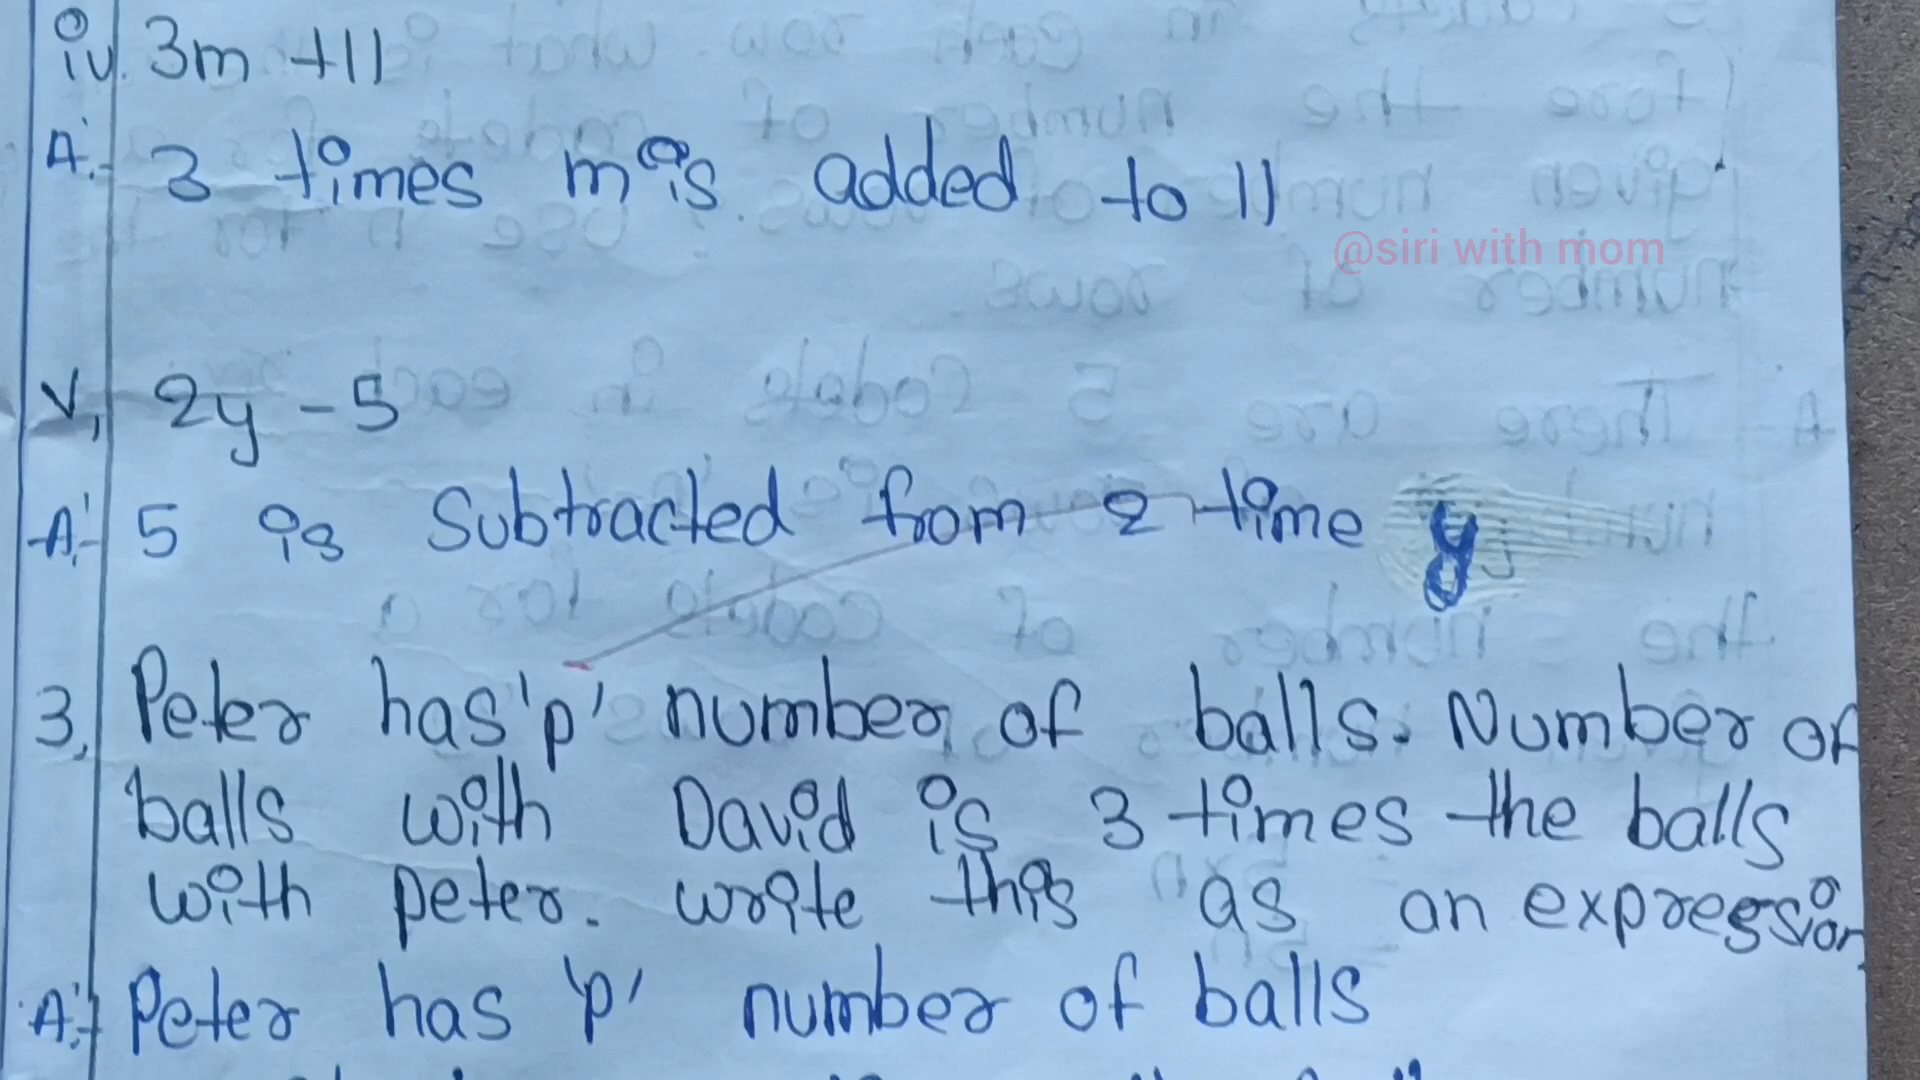 iv. 3m + 11
A:- 3 times m is added to 11
@siri with mom
v, 2y - 5
A:- 5 is Subtracted from 2 time y
3, Peter has 'p' number of balls. Number of
balls with David is 3 times the balls
with peter. write this as an expression
A:- Peter has 'p' number of balls